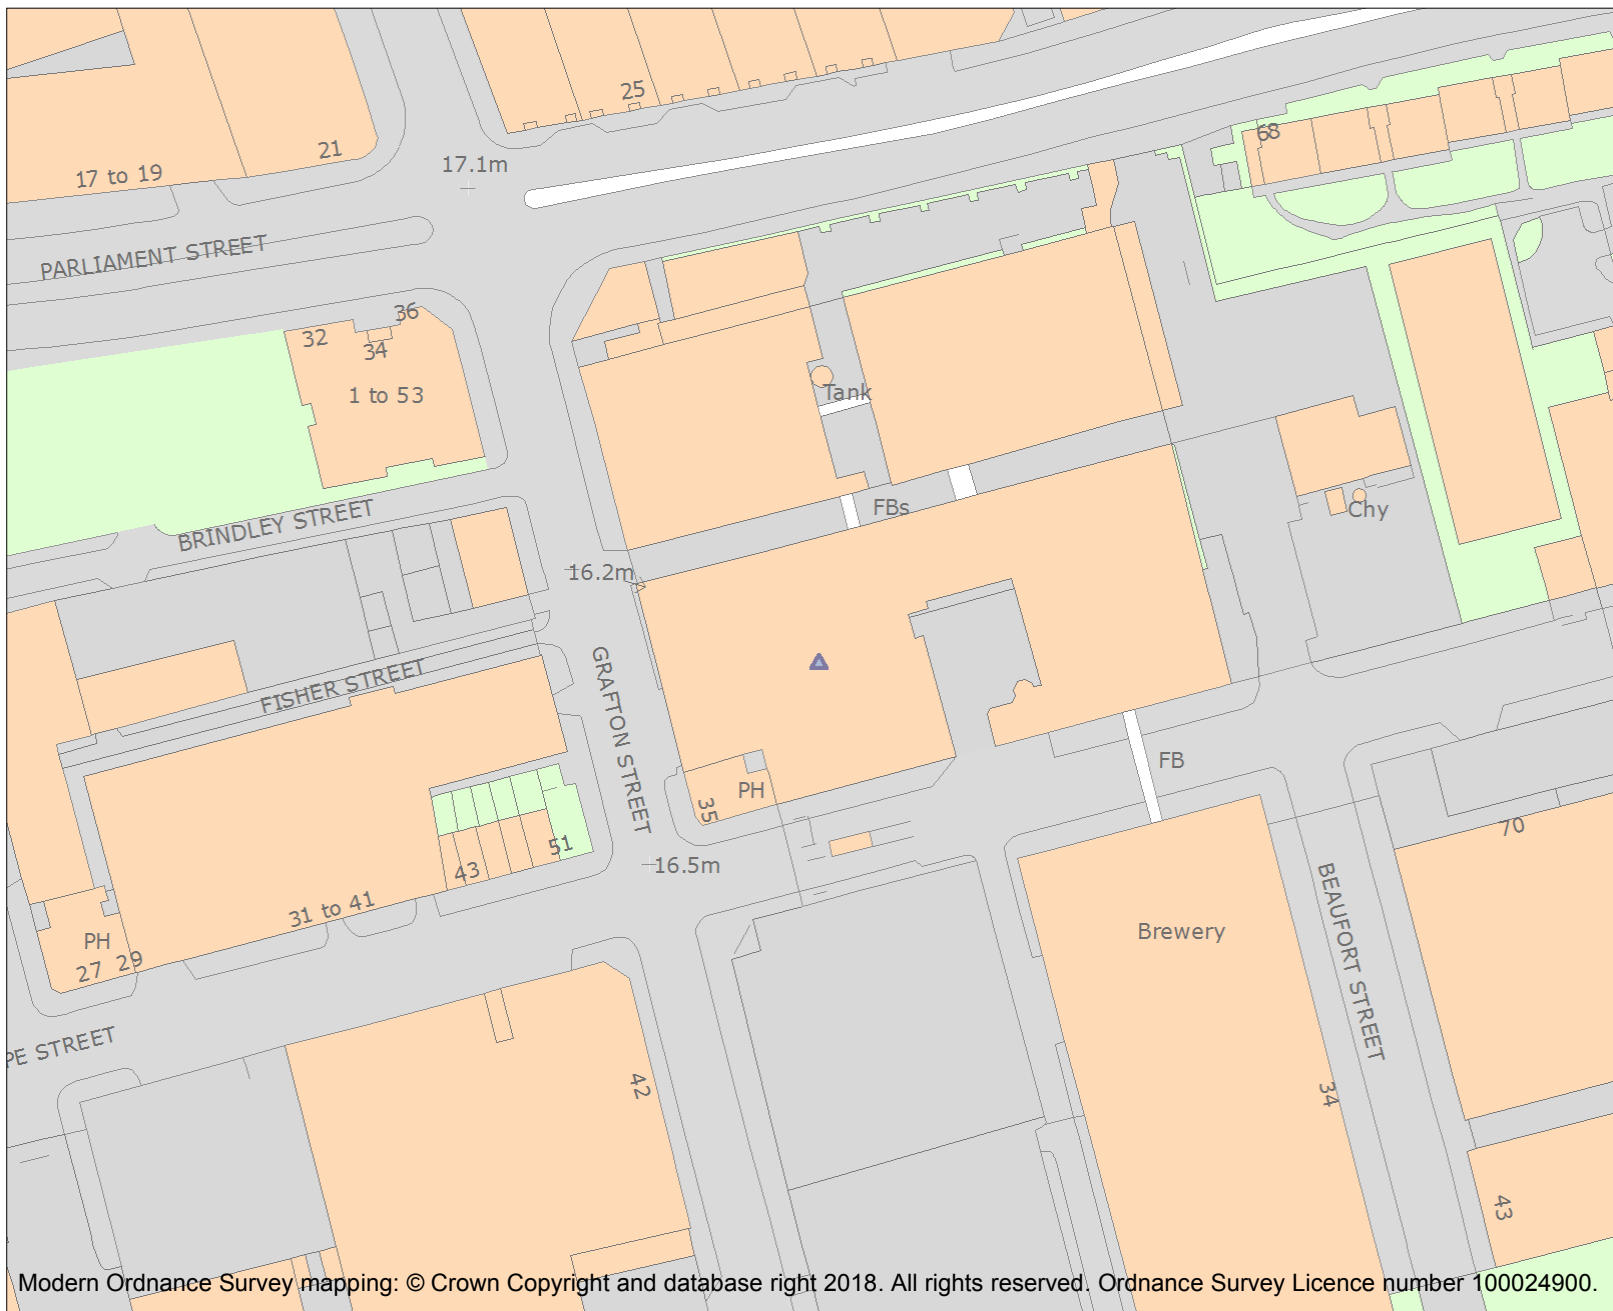 25
68
21
17 to 19
17.1m
PARLIAMENT STREET
36
32
34
1 to 53
Tank
FBs
Chy
BRINDLEY STREET
16.2m
FISHER STREET
GRAFTON STREET
FB
PH
35
70
51
43
16.5m
31 to 41
BEAUFORT STREET
Brewery
PH
27 29
PE STREET
42
34
43
Modern Ordnance Survey mapping: © Crown Copyright and database right 2018. All rights reserved. Ordnance Survey Licence number 100024900.